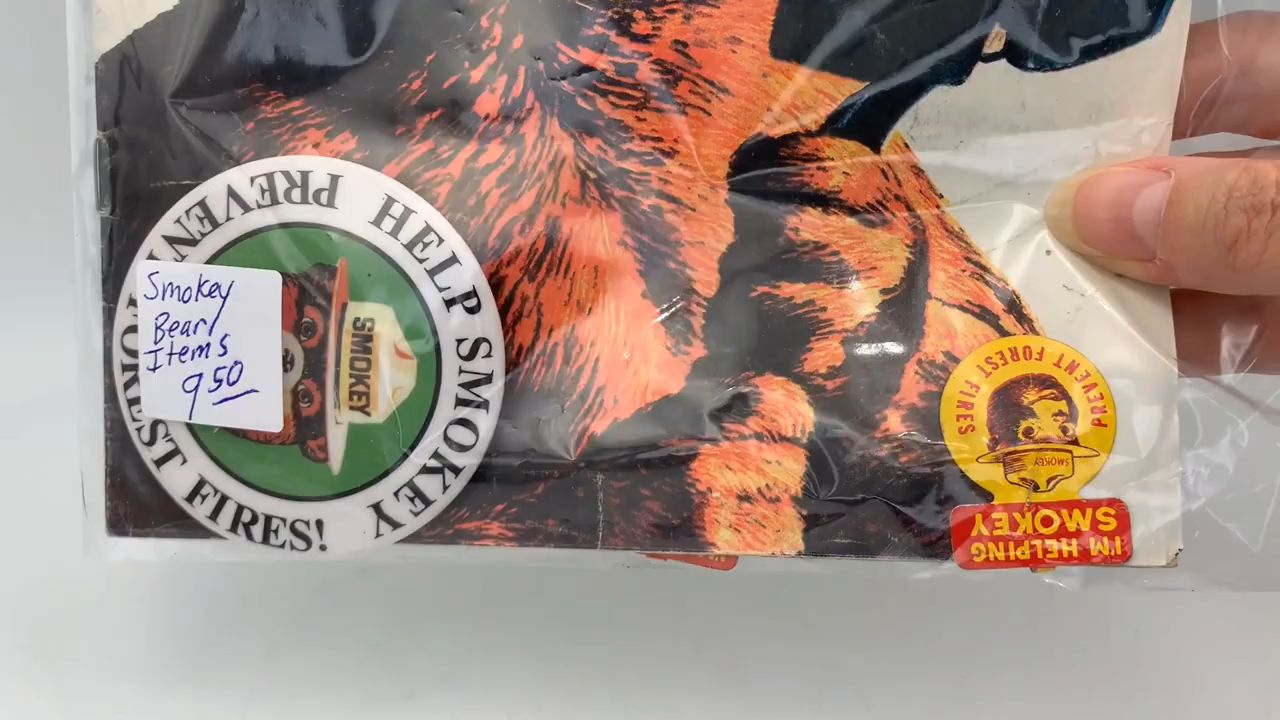 HELP SMOKEY
PREVENT
FOREST FIRES!
SMOKEY
Smokey
Bear
Items
9 50
PREVENT FOREST FIRES
SMOKEY
I'M HELPING
SMOKEY